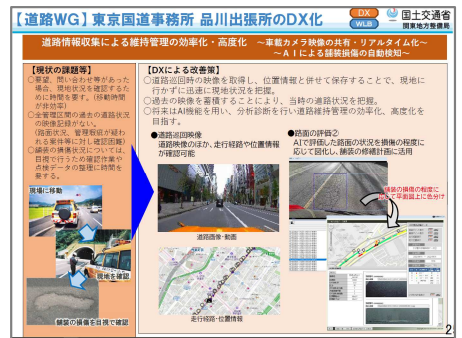 【道路WG】東京国道事務所 品川出張所のDX化
DX
WLB
国土交通省
関東地方整備局
道路情報収集による維持管理の効率化・高度化 ～車載カメラ映像の共有・リアルタイム化～
～AIによる舗装損傷の自動検知～
【現状の課題等】
○要望、問い合わせ等があった
場合、現地状況を確認するた
めに時間を要す。(移動時間
が非効率)
○全管理区間の過去の道路状況
の映像記録がない。
(路面状況、管理瑕疵が疑わ
れる案件等に対し確認困難)
○舗装の損傷状況については、
目視で行うため確認作業や
点検データの整理に時間を要
する。
現場に移動
現地を確認
舗装の損傷を目視で確認
【DXによる改善策】
○道路巡回時の映像を取得し、位置情報と併せて保存することで、現地に
行かずに迅速に現地状況を把握。
○過去の映像を蓄積することにより、当時の道路状況を把握。
○将来はAI機能を用い、分析診断を行い道路維持管理の効率化、高度化を
目指す。
●道路巡回映像
道路映像のほか、走行経路や位置情報
が確認可能
道路画像・動画
走行経路・位置情報
●路面の評価②
AIで評価した路面の状況を損傷の程度に
応じて図化し、舗装の修繕計画に活用
舗装の損傷の程度に
応じて平面図上に色分け
2